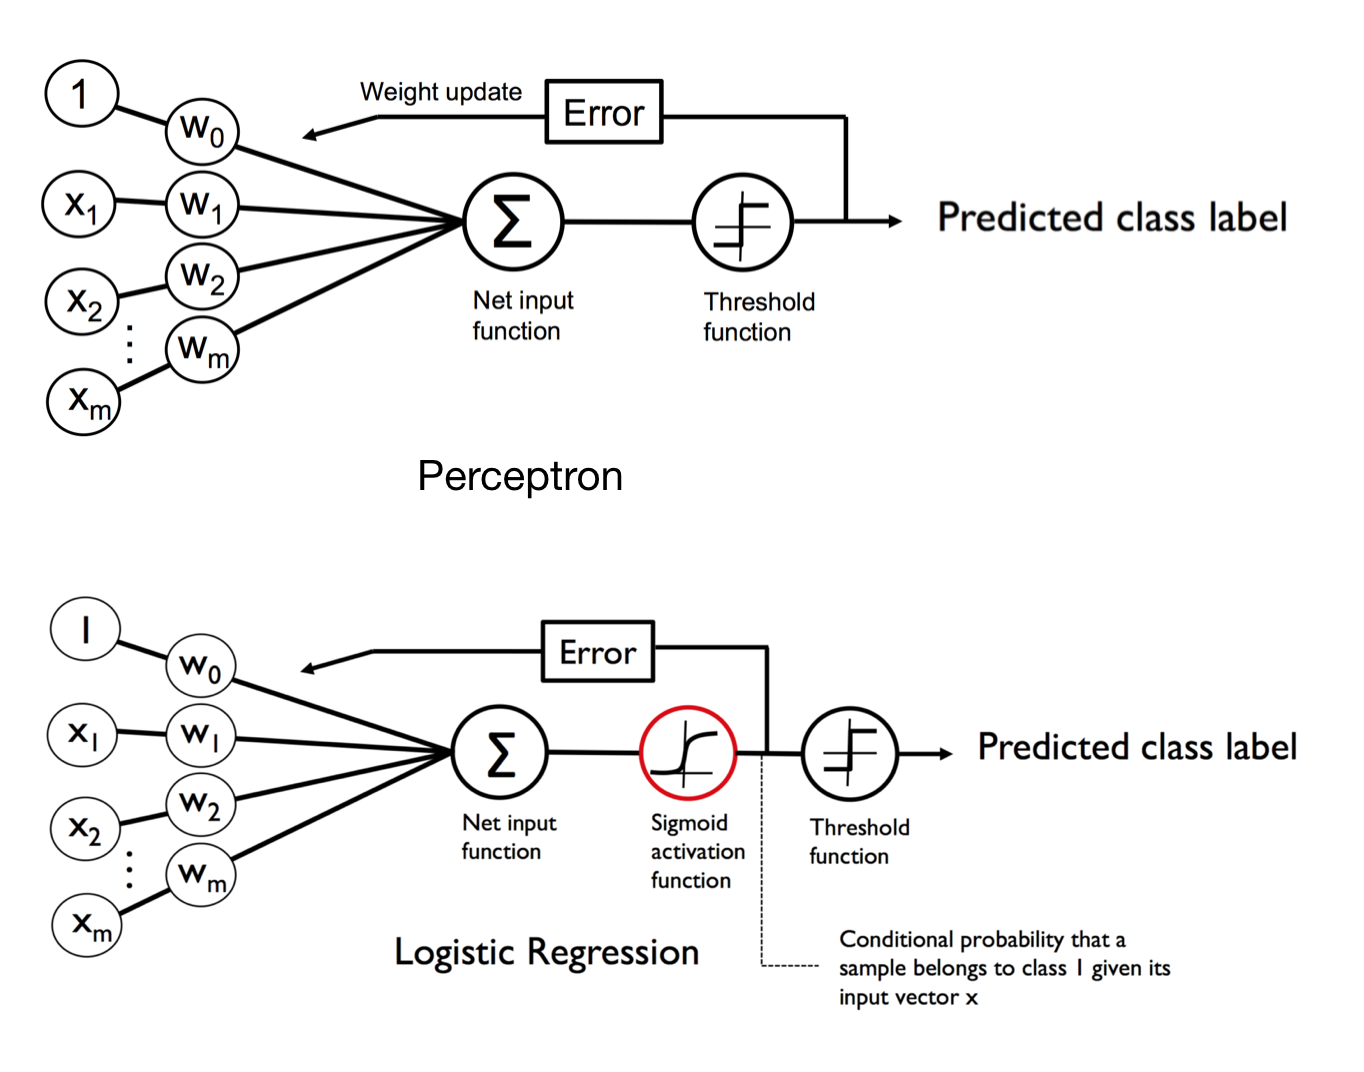 1
w0
Weight update
Error
x1
w1
Σ
Predicted class label
x2
w2
Net input
function
Threshold
function
⋮
wm
xm
Perceptron
1
w0
Error
x1
w1
Σ
Predicted class label
x2
w2
Net input
function
Sigmoid
activation
function
Threshold
function
⋮
wm
xm
Logistic Regression
Conditional probability that a
sample belongs to class 1 given its
input vector x